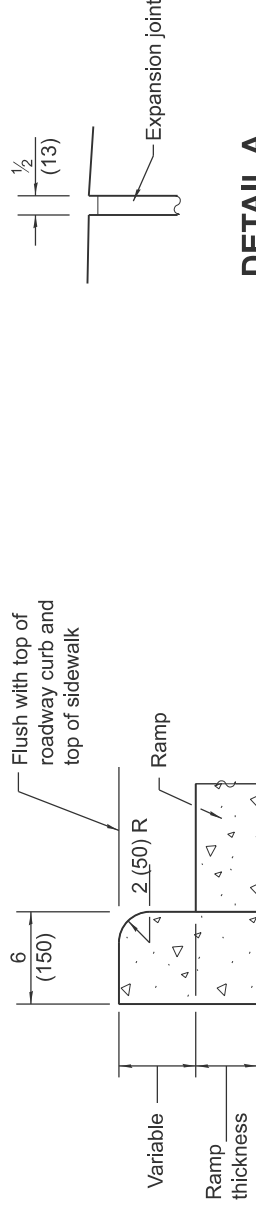 Flush with top of
roadway curb and
top of sidewalk
6
(150)
2 (50) R
Ramp
Variable
Ramp
thickness
½
(13)
Expansion joint
DETAIL A